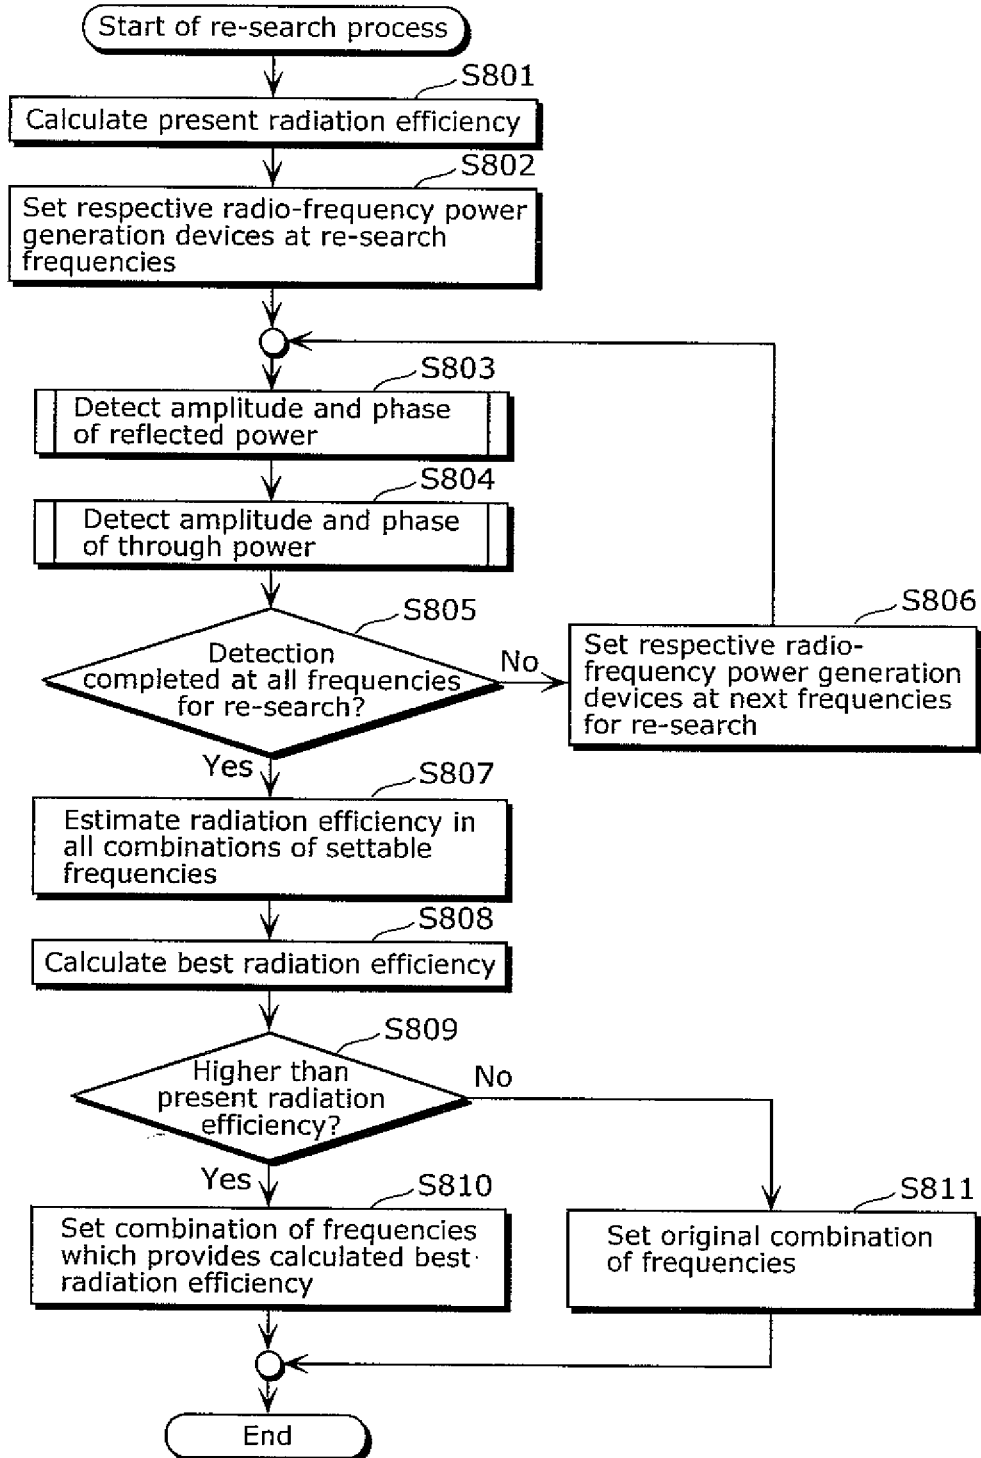 Start of re-search process
S801
Calculate present radiation efficiency
S802
Set respective radio-frequency power
generation devices at re-search
frequencies
S803
Detect amplitude and phase
of reflected power
S804
Detect amplitude and phase
of through power
S805
Detection
completed at all frequencies
for re-search?
No
S806
Set respective radio-
frequency power generation
devices at next frequencies
for re-search
Yes
S807
Estimate radiation efficiency in
all combinations of settable
frequencies
S808
Calculate best radiation efficiency
S809
Higher than
present radiation
efficiency?
No
Yes
S810
Set combination of frequencies
which provides calculated best
radiation efficiency
S811
Set original combination
of frequencies
End